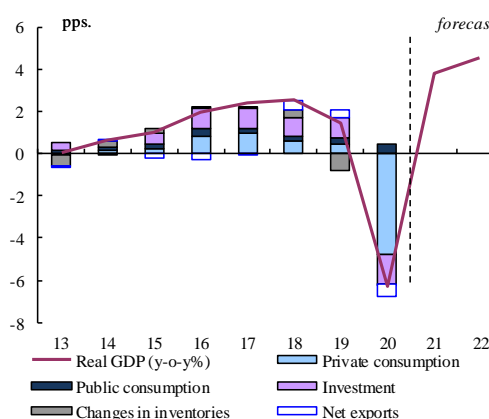 6
pps.
forecas
4
2
0
-2
-4
-6
-8
13 14 15 16 17 18 19 20 21 22
Real GDP (y-o-y%)
Private consumption
Public consumption
Investment
Changes in inventories
Net exports